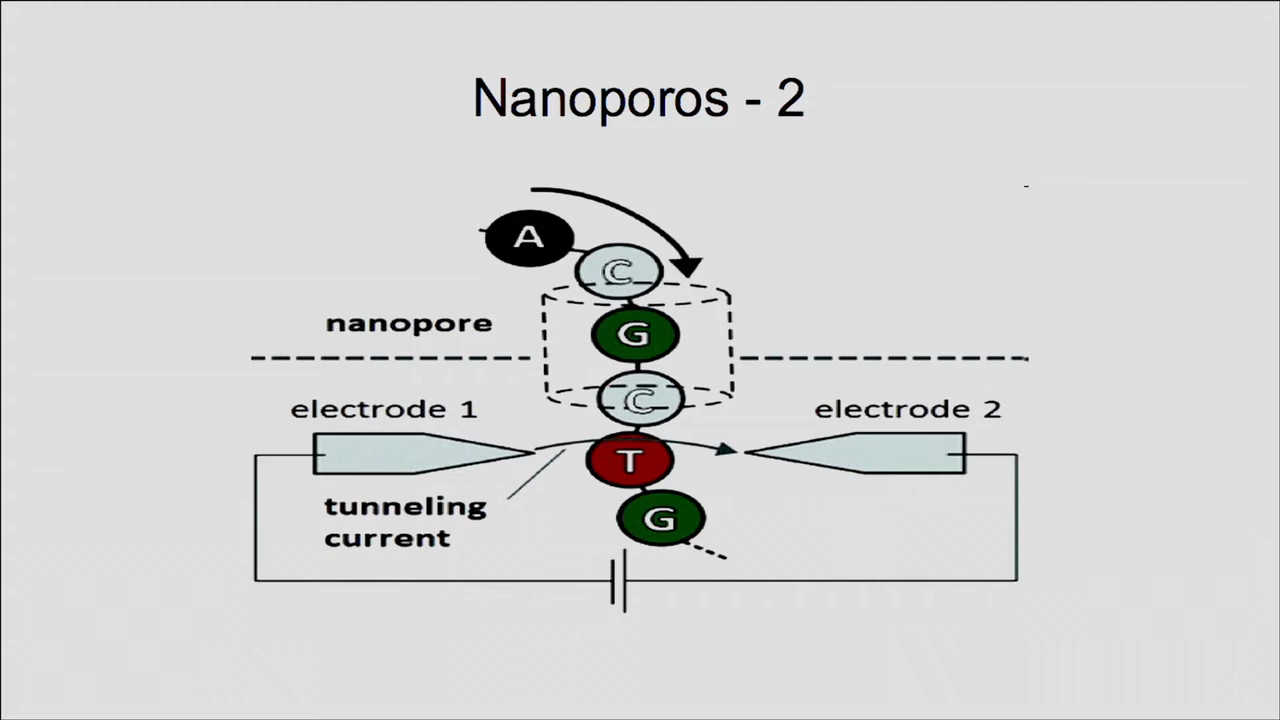 Nanoporos - 2
A
C
G
nanopore
C
electrode 1
electrode 2
T
tunneling
current
G